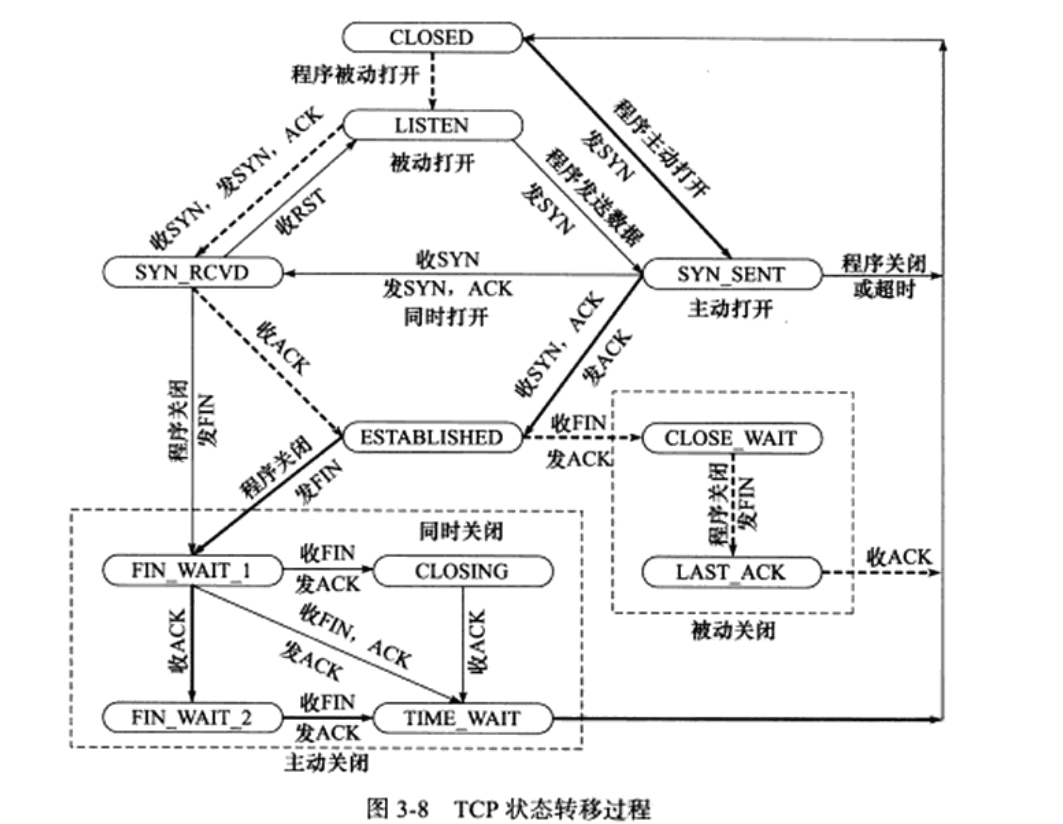 CLOSED
程序被动打开
LISTEN
被动打开
收SYN，发SYN，ACK
收RST
程序发送数据
发SYN
程序主动打开
发SYN
SYN_RCVD
收SYN
发SYN，ACK
同时打开
SYN_SENT
主动打开
程序关闭
或超时
收ACK
收SYN，ACK
发ACK
程序关闭
发FIN
ESTABLISHED
收FIN
发ACK
CLOSE_WAIT
程序关闭
发FIN
程序关闭
发FIN
同时关闭
FIN_WAIT_1
收FIN
发ACK
CLOSING
LAST_ACK
收ACK
被动关闭
收ACK
收FIN，ACK
发ACK
收ACK
FIN_WAIT_2
收FIN
发ACK
TIME_WAIT
主动关闭
图 3-8 TCP 状态转移过程